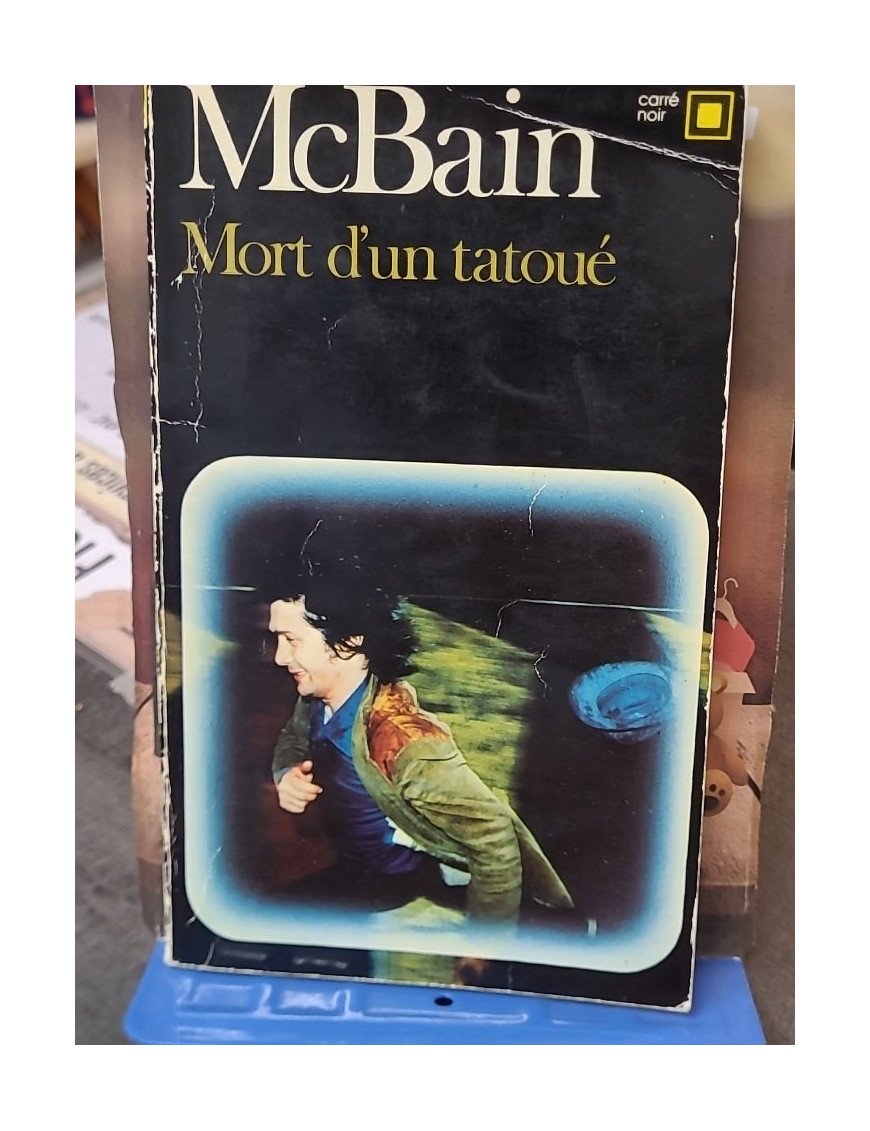 McBain
carré
noir
Mort d'un tatoué